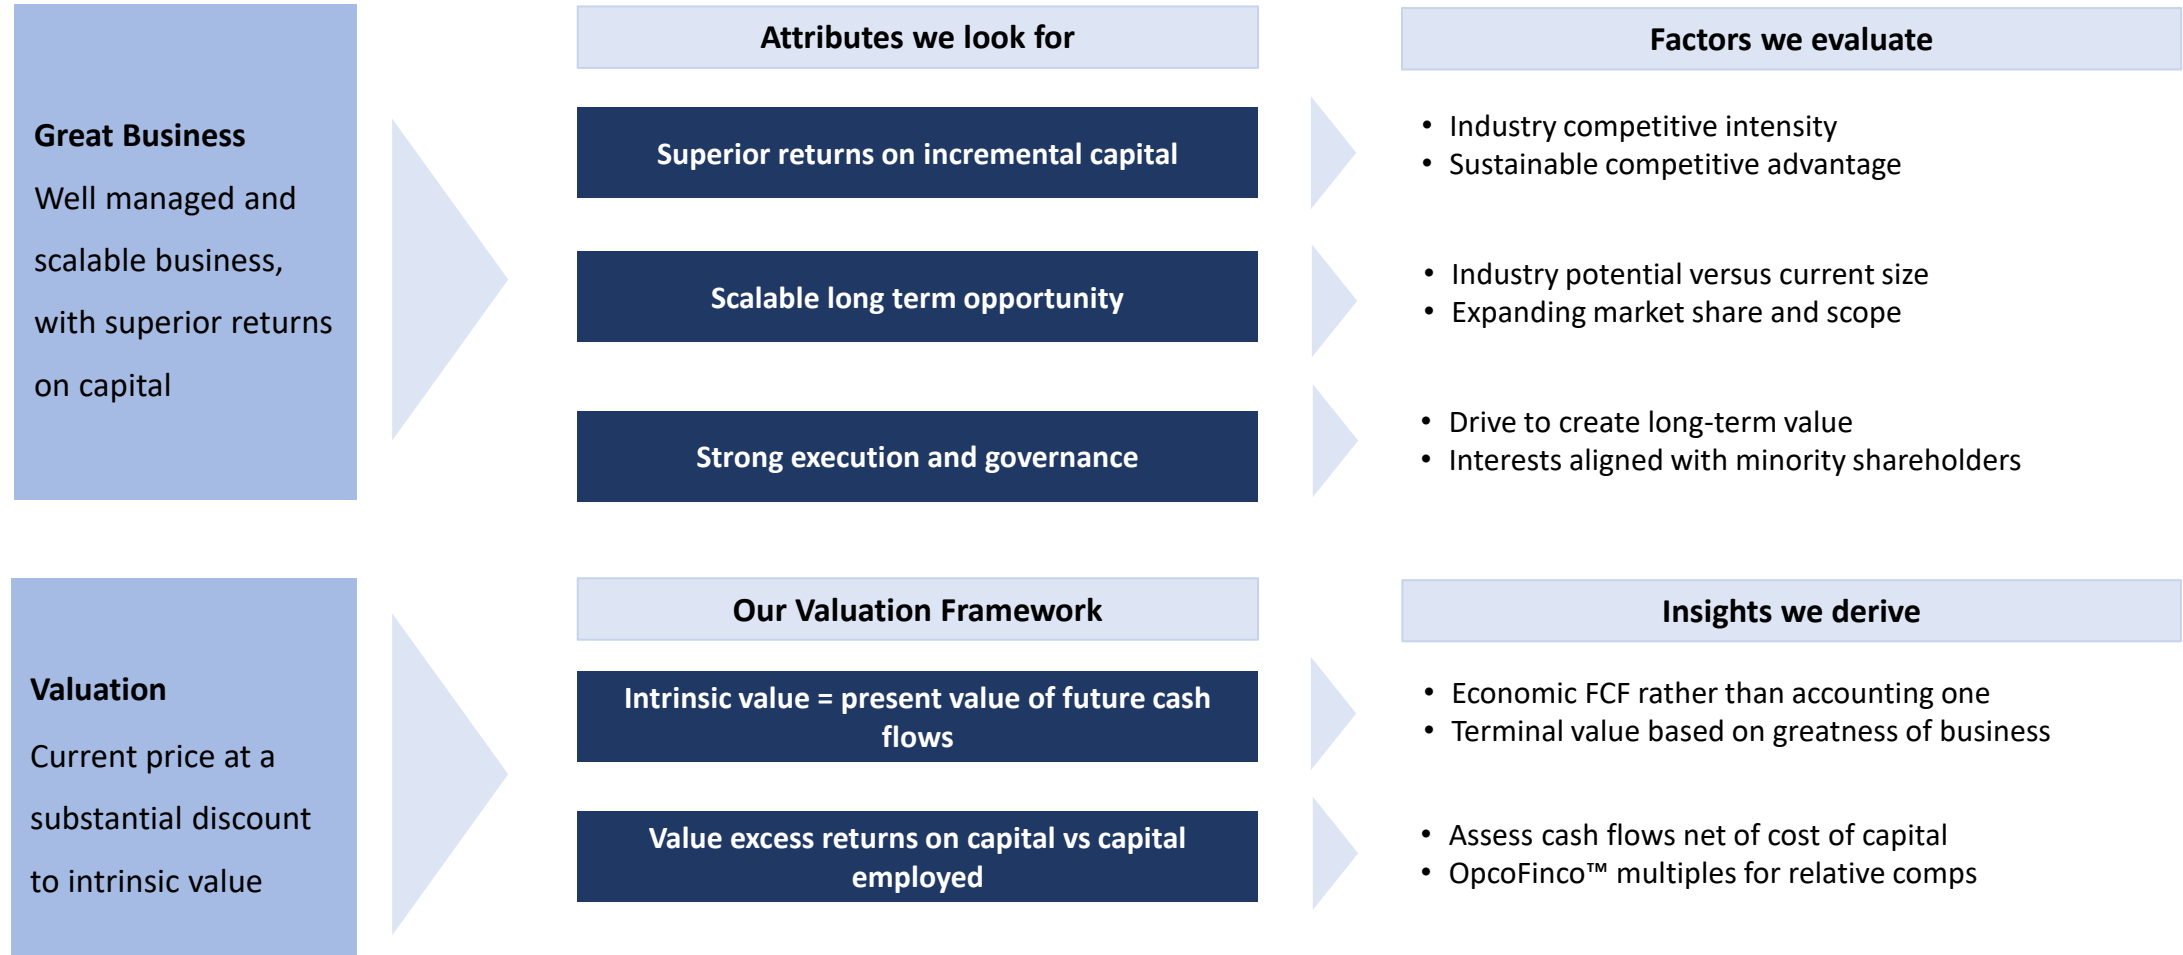 Great Business
Well managed and
scalable business,
with superior returns
on capital
Attributes we look for
Superior returns on incremental capital
Scalable long term opportunity
Strong execution and governance
Factors we evaluate
• Industry competitive intensity
• Sustainable competitive advantage
• Industry potential versus current size
• Expanding market share and scope
• Drive to create long-term value
• Interests aligned with minority shareholders
Valuation
Current price at a
substantial discount
to intrinsic value
Our Valuation Framework
Intrinsic value = present value of future cash
flows
Value excess returns on capital vs capital
employed
Insights we derive
• Economic FCF rather than accounting one
• Terminal value based on greatness of business
• Assess cash flows net of cost of capital
• OpcoFinco™ multiples for relative comps